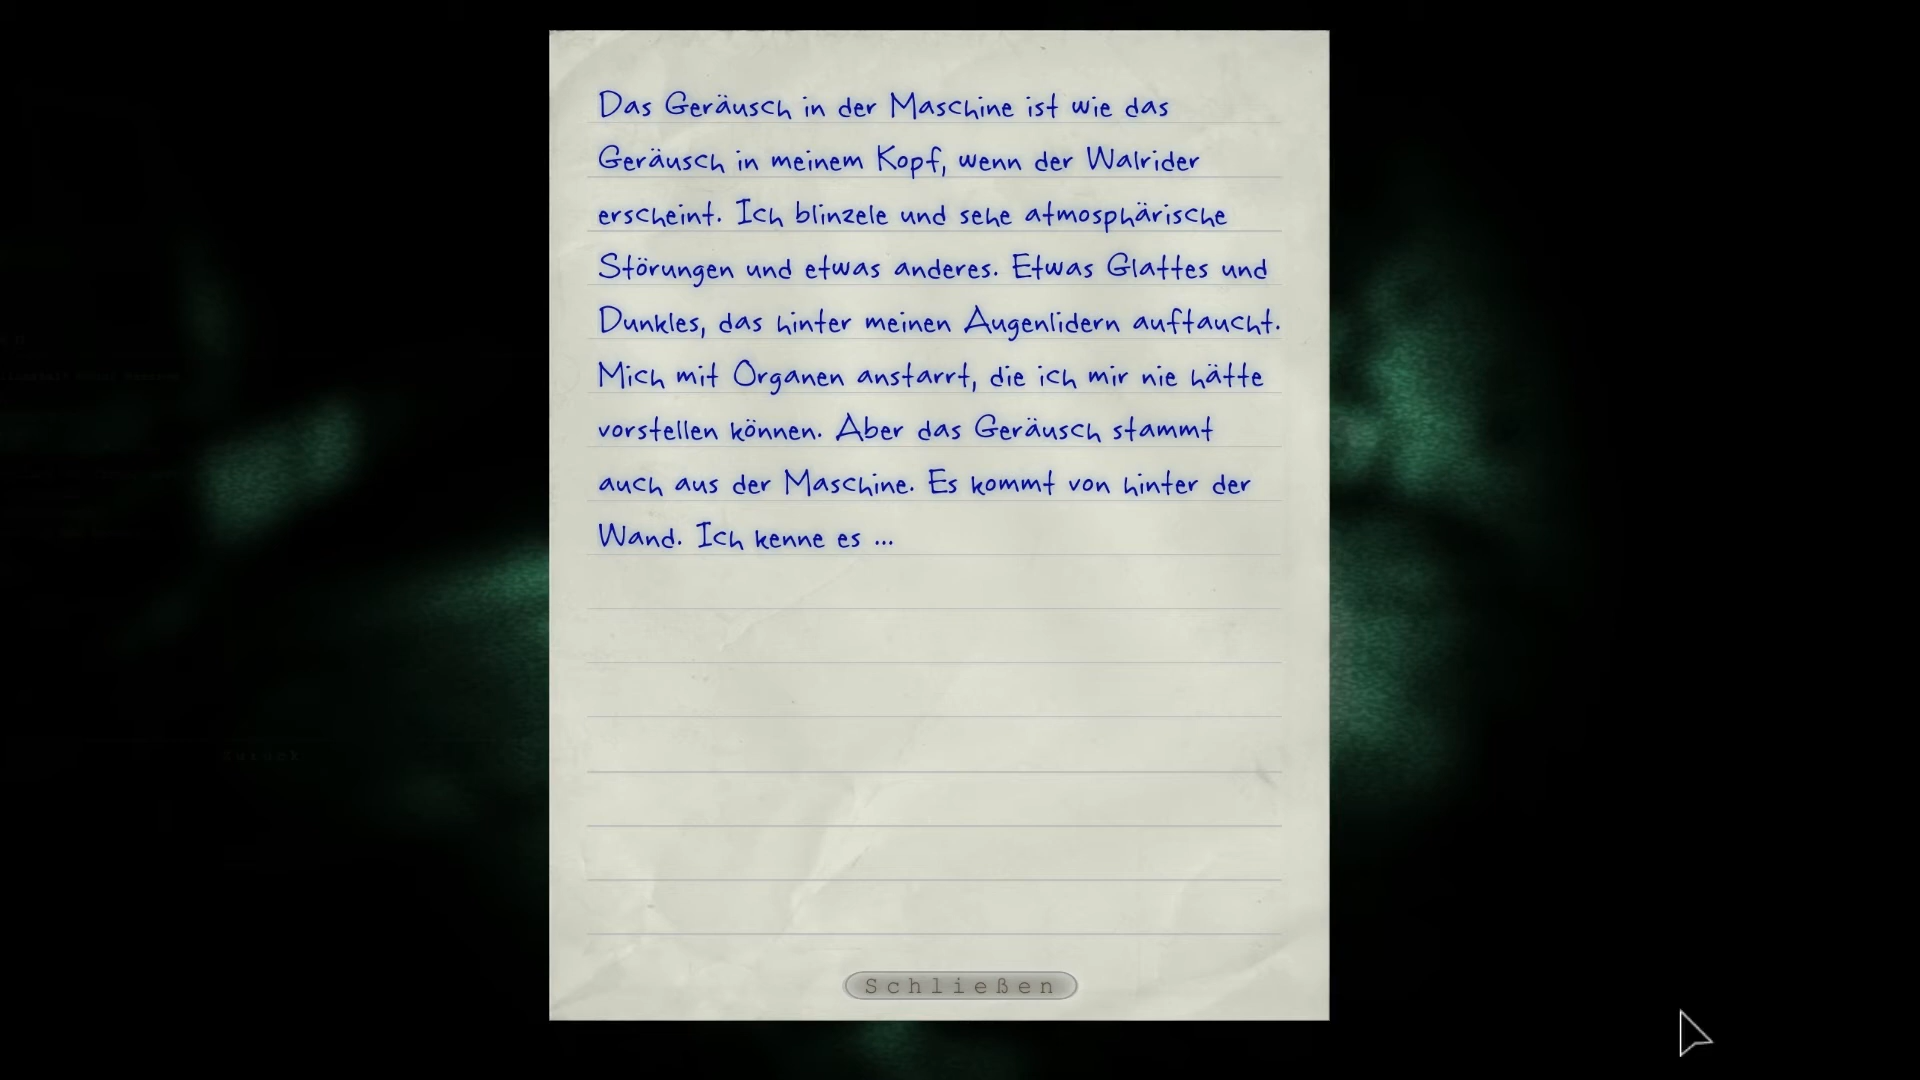 Das Geräusch in der Maschine ist wie das
Geräusch in meinem Kopf, wenn der Walrider
erscheint. Ich blinzele und sehe atmosphärische
Störungen und etwas anderes. Etwas Glattes und
Dunkles, das hinter meinen Augenlidern auftaucht.
Mich mit Organen anstarrt, die ich mir nie hätte
vorstellen können. Aber das Geräusch stammt
auch aus der Maschine. Es kommt von hinter der
Wand. Ich kenne es ...
Zurück
Schließen